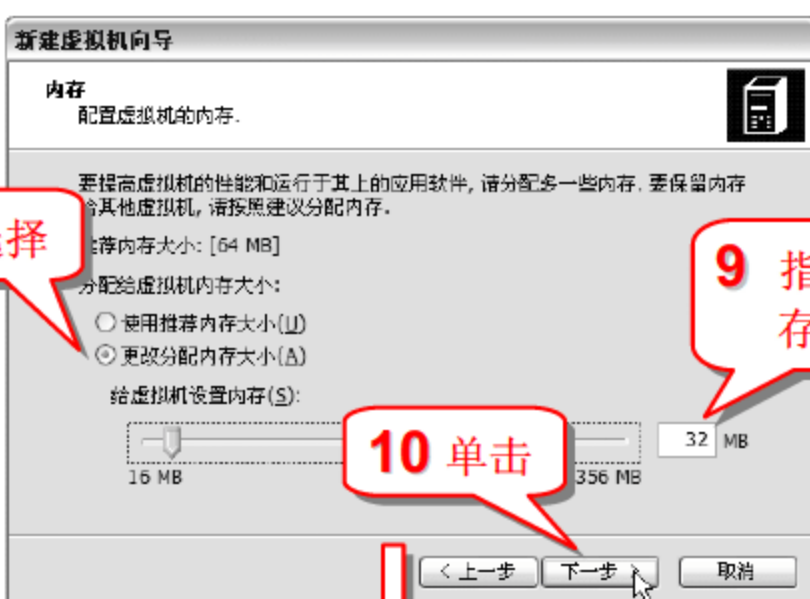 新建虚拟机向导
内存
配置虚拟机的内存.
要提高虚拟机的性能和运行于其上的应用软件, 请分配多一些内存. 要保留内存
给其他虚拟机, 请按照建议分配内存.
择
推荐内存大小: [64 MB]
9 指
存
分配给虚拟机内存大小:
使用推荐内存大小(U)
更改分配内存大小(A)
给虚拟机设置内存(S):
32 MB
10 单击
16 MB
356 MB
< 上一步
下一步 >
取消